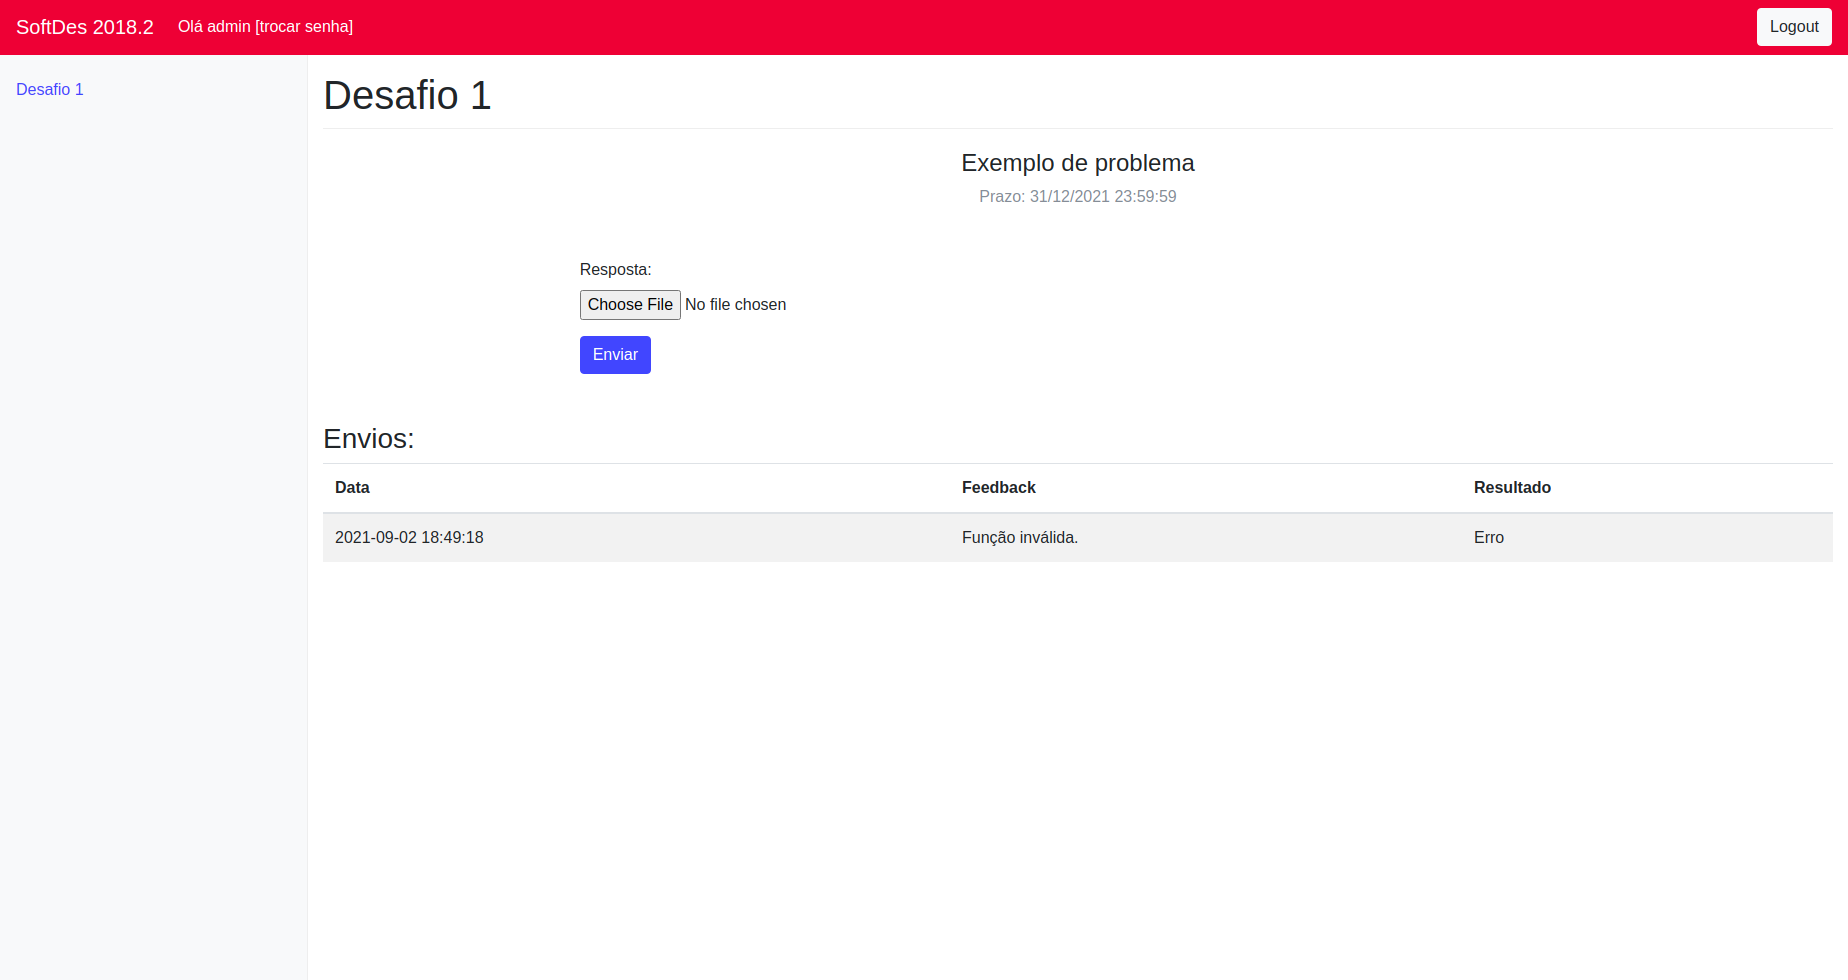 SoftDes 2018.2 Olá admin [trocar senha] Logout
Desafio 1
Desafio 1
Exemplo de problema
Prazo: 31/12/2021 23:59:59
Resposta:
Choose File No file chosen
Enviar
Envios:
Data Feedback Resultado
2021-09-02 18:49:18 Função inválida. Erro